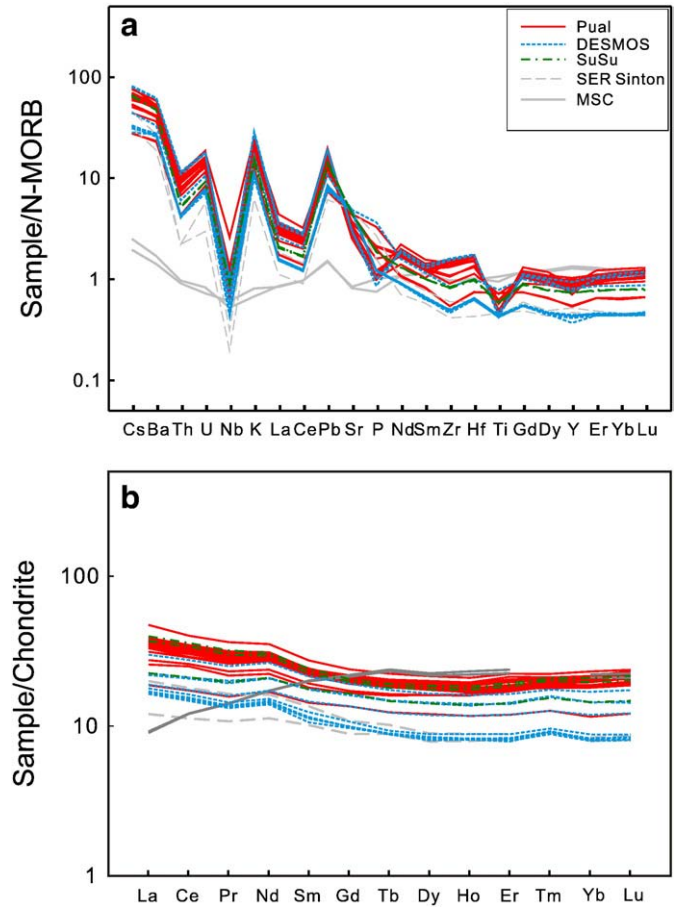 a
Pual
DESMOS
SuSu
SER Sinton
MSC
100
10
1
0.1
Sample/N-MORB
Cs Ba Th U Nb K La Ce Pb Sr P Nd Sm Zr Hf Ti Gd Dy Y Er Yb Lu
b
100
10
1
Sample/Chondrite
La Ce Pr Nd Sm Gd Tb Dy Ho Er Tm Yb Lu